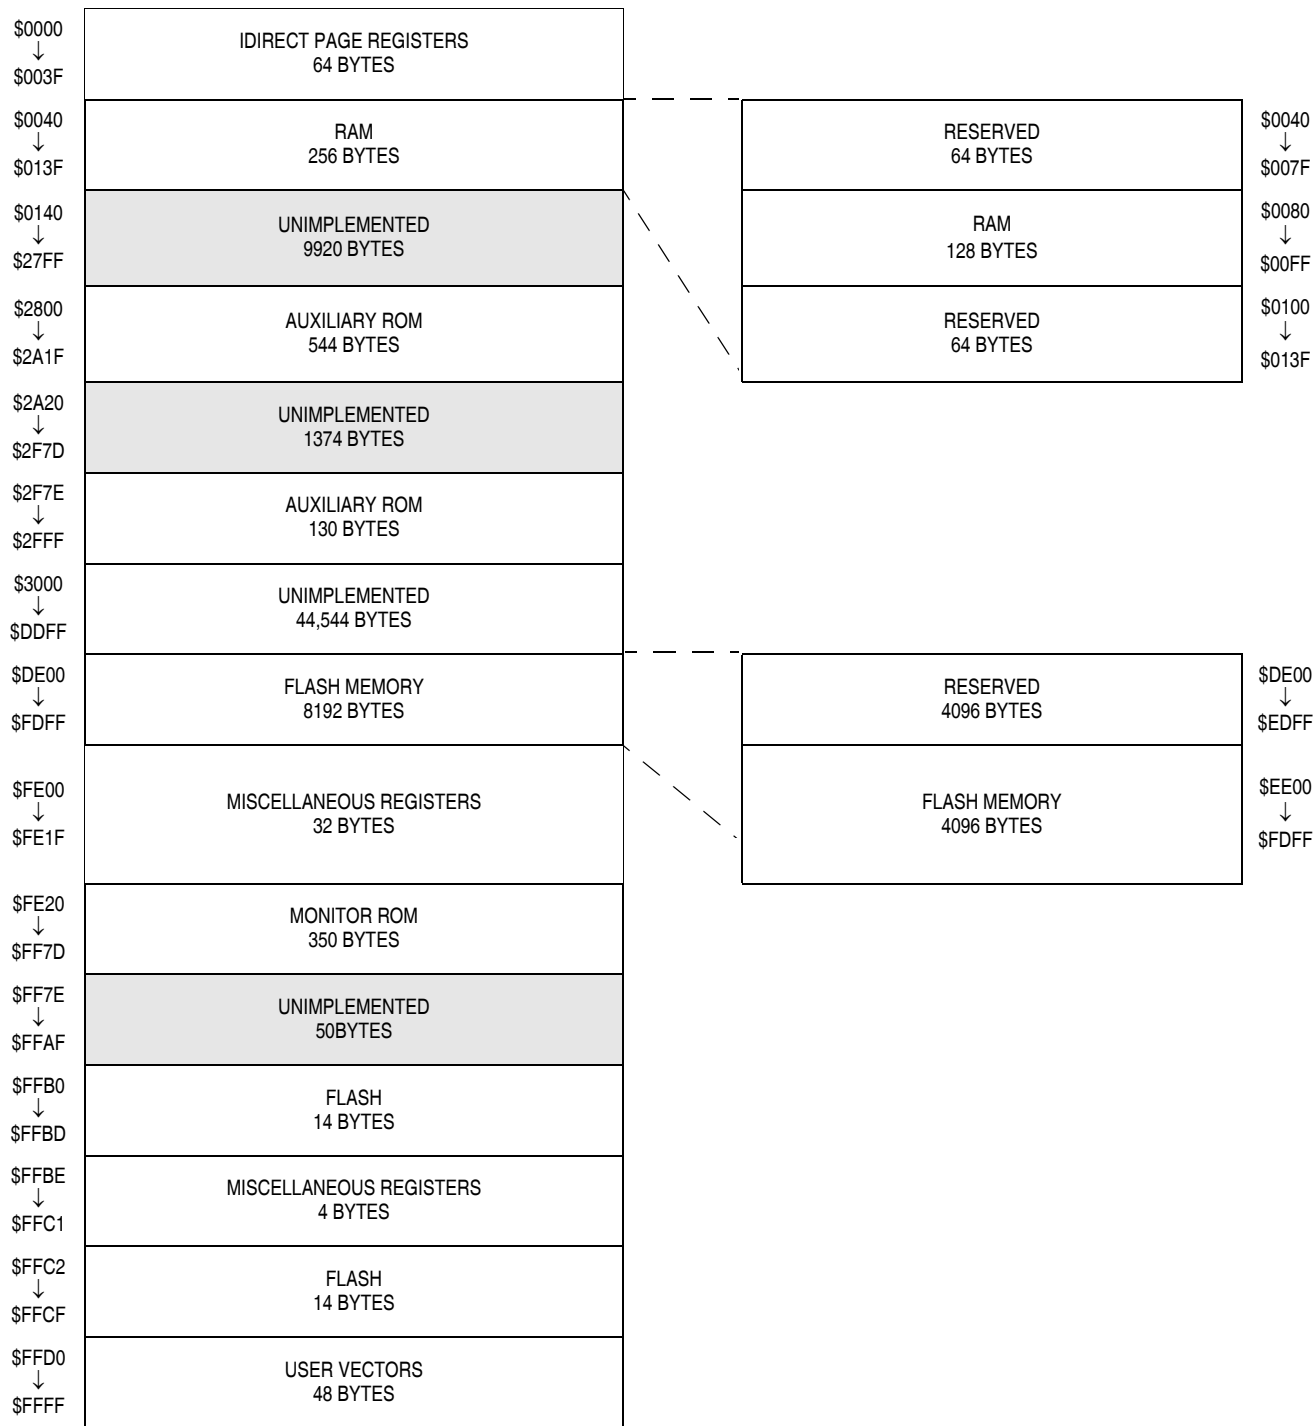 $0000
↓
$003F
IDIRECT PAGE REGISTERS
64 BYTES
$0040
↓
$013F
RAM
256 BYTES
RESERVED
64 BYTES
$0040
↓
$007F
$0140
↓
$27FF
UNIMPLEMENTED
9920 BYTES
RAM
128 BYTES
$0080
↓
$00FF
$2800
↓
$2A1F
AUXILIARY ROM
544 BYTES
RESERVED
64 BYTES
$0100
↓
$013F
$2A20
↓
$2F7D
UNIMPLEMENTED
1374 BYTES
$2F7E
↓
$2FFF
AUXILIARY ROM
130 BYTES
$3000
↓
$DDFF
UNIMPLEMENTED
44,544 BYTES
$DE00
↓
$FDFF
FLASH MEMORY
8192 BYTES
RESERVED
4096 BYTES
$DE00
↓
$EDFF
$FE00
↓
$FE1F
MISCELLANEOUS REGISTERS
32 BYTES
FLASH MEMORY
4096 BYTES
$EE00
↓
$FDFF
$FE20
↓
$FF7D
MONITOR ROM
350 BYTES
$FF7E
↓
$FFAF
UNIMPLEMENTED
50BYTES
$FFB0
↓
$FFBD
FLASH
14 BYTES
$FFBE
↓
$FFC1
MISCELLANEOUS REGISTERS
4 BYTES
$FFC2
↓
$FFCF
FLASH
14 BYTES
$FFD0
↓
$FFFF
USER VECTORS
48 BYTES